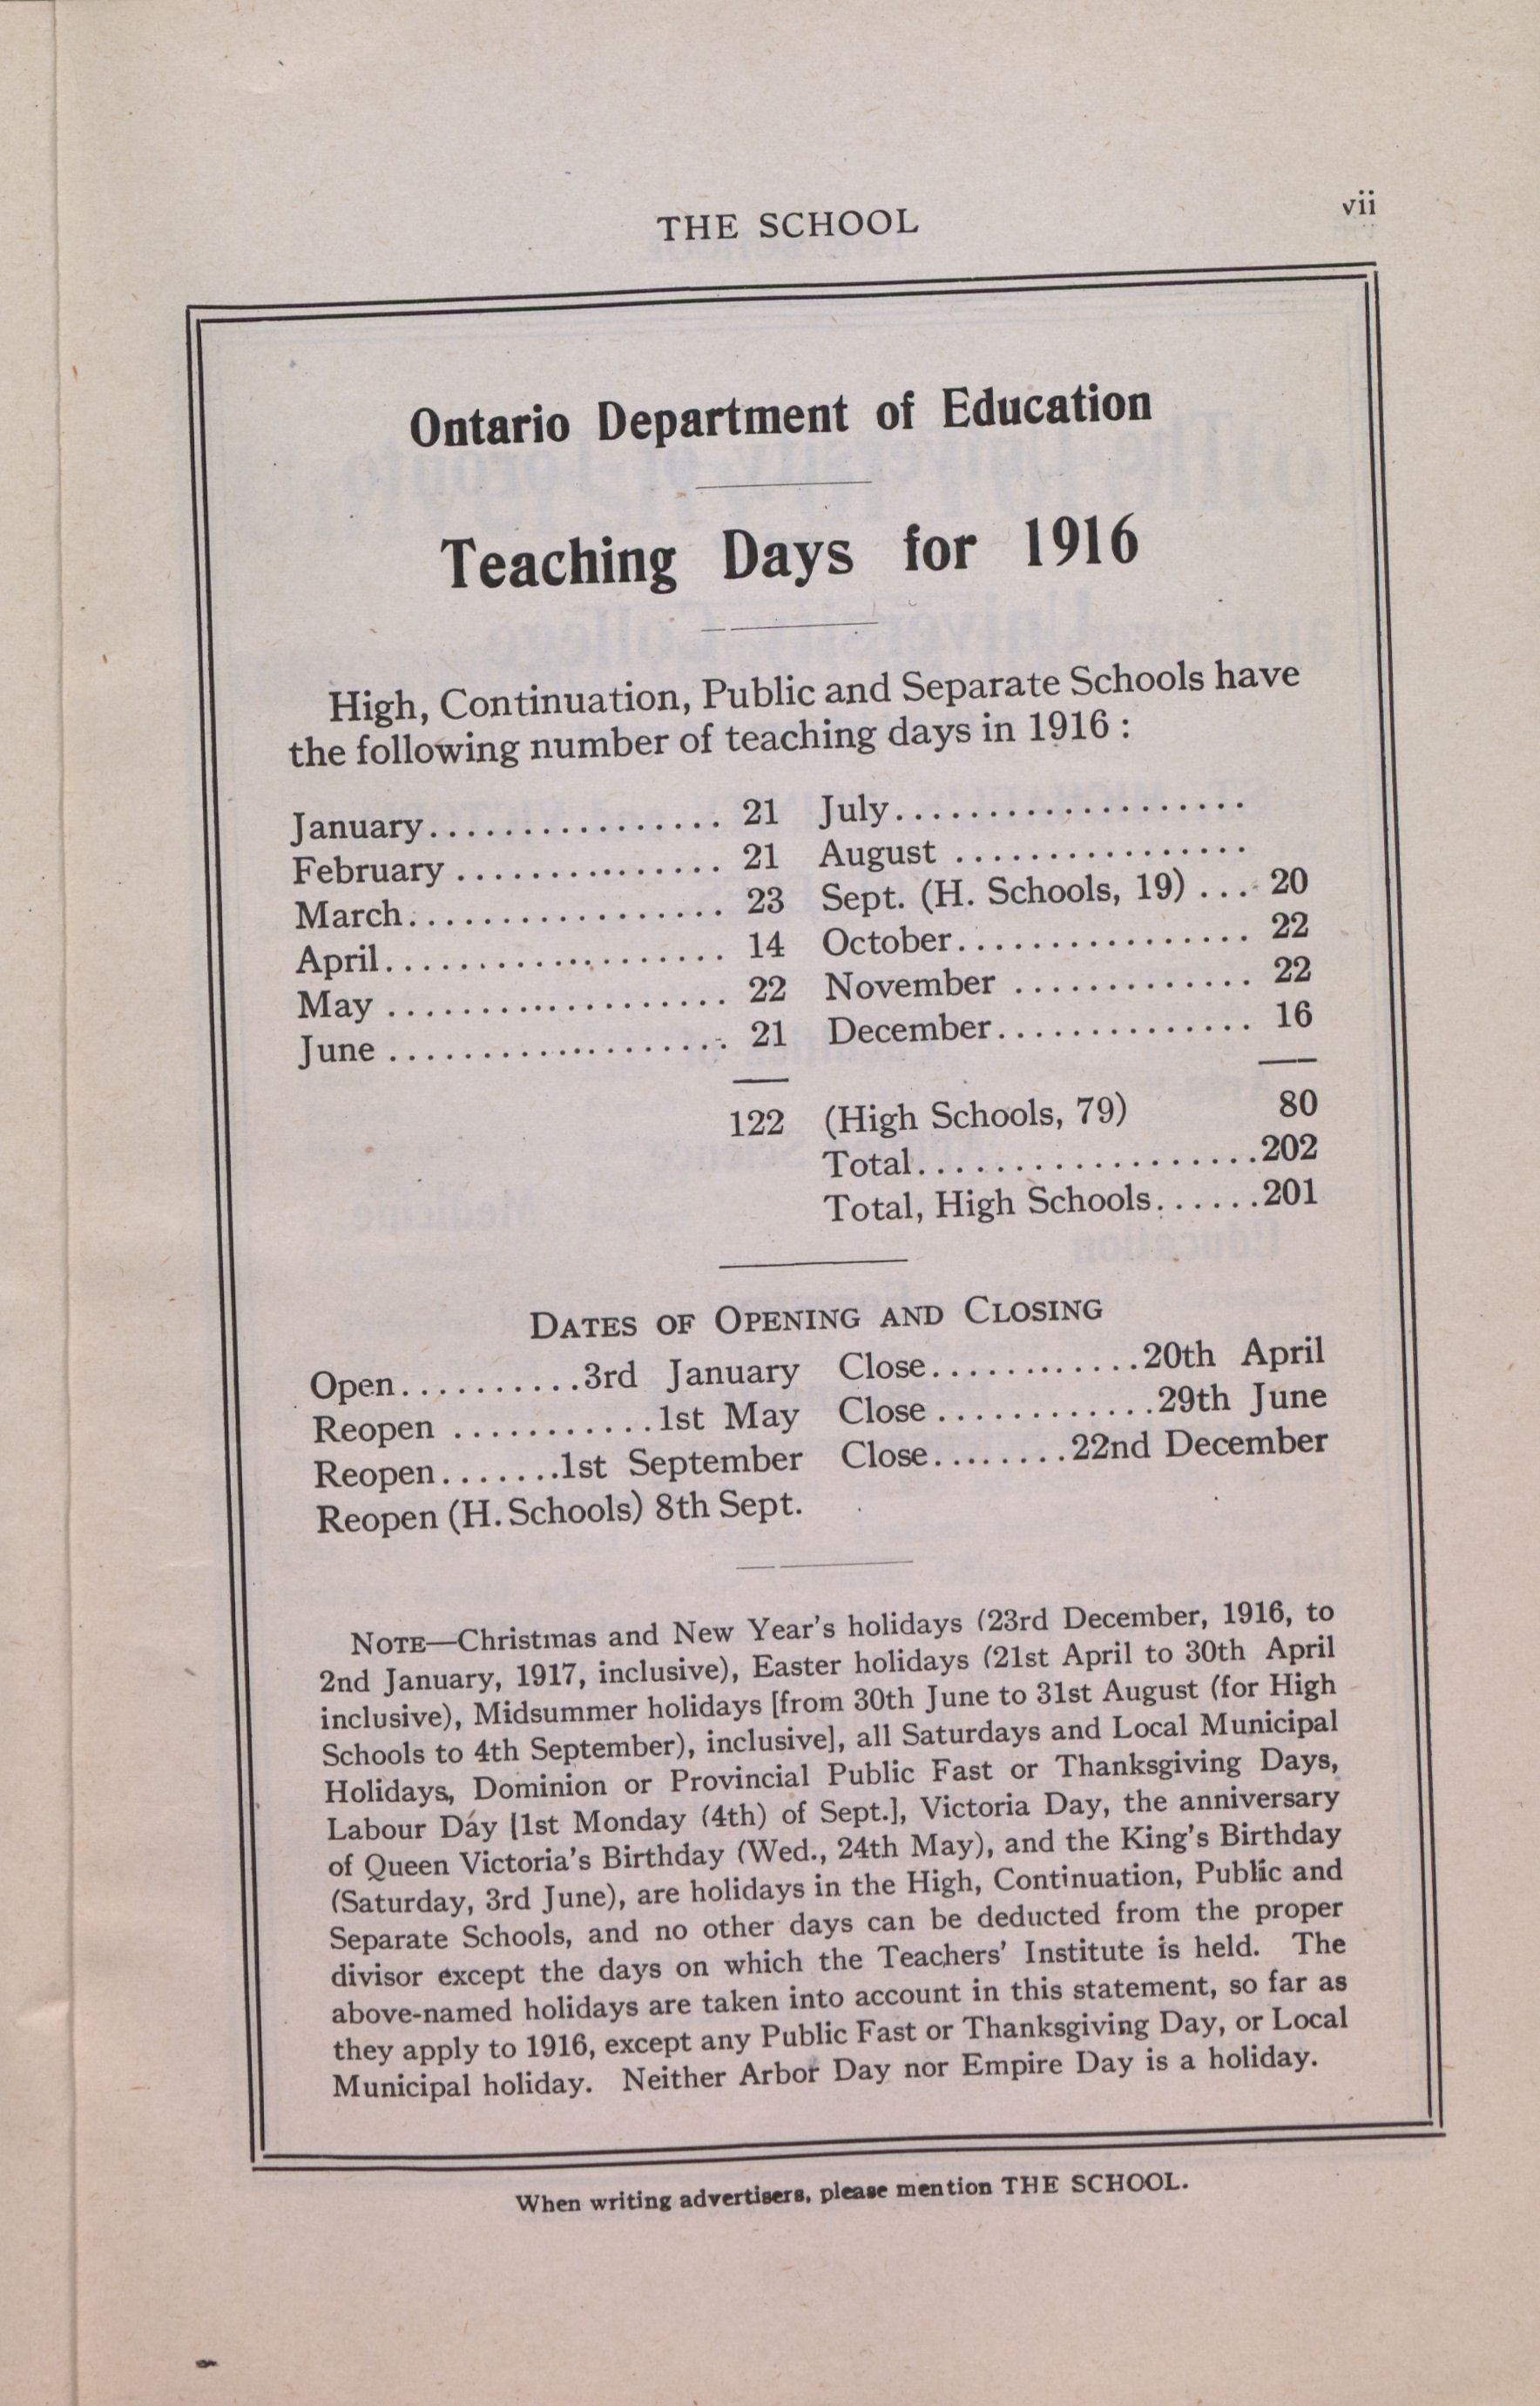 THE SCHOOL
vii
Ontario Department of Education
Teaching Days for 1916
High, Continuation, Public and Separate Schools have
the following number of teaching days in 1916 :
January................ 21 July...................
February ............... 21 August ................
March................. 23 Sept. (H. Schools, 19) .... 20
April................... 14 October................ 22
May ................... 22 November ............. 22
June ................... 21 December.............. 16
122 (High Schools, 79) 80
Total...................202
Total, High Schools......201
DATES OF OPENING AND CLOSING
Open..........3rd January Close............20th April
Reopen ...........1st May Close ............29th June
Reopen.......1st September Close........22nd December
Reopen (H. Schools) 8th Sept.
NOTE—Christmas and New Year's holidays (23rd December, 1916, to
2nd January, 1917, inclusive), Easter holidays (21st April to 30th April
inclusive), Midsummer holidays [from 30th June to 31st August (for High
Schools to 4th September), inclusive], all Saturdays and Local Municipal
Holidays, Dominion or Provincial Public Fast or Thanksgiving Days,
Labour Day [1st Monday (4th) of Sept.], Victoria Day, the anniversary
of Queen Victoria's Birthday (Wed., 24th May), and the King's Birthday
(Saturday, 3rd June), are holidays in the High, Continuation, Public and
Separate Schools, and no other days can be deducted from the proper
divisor except the days on which the Teachers' Institute is held. The
above-named holidays are taken into account in this statement, so far as
they apply to 1916, except any Public Fast or Thanksgiving Day, or Local
Municipal holiday. Neither Arbor Day nor Empire Day is a holiday.
When writing advertisers, please mention THE SCHOOL.